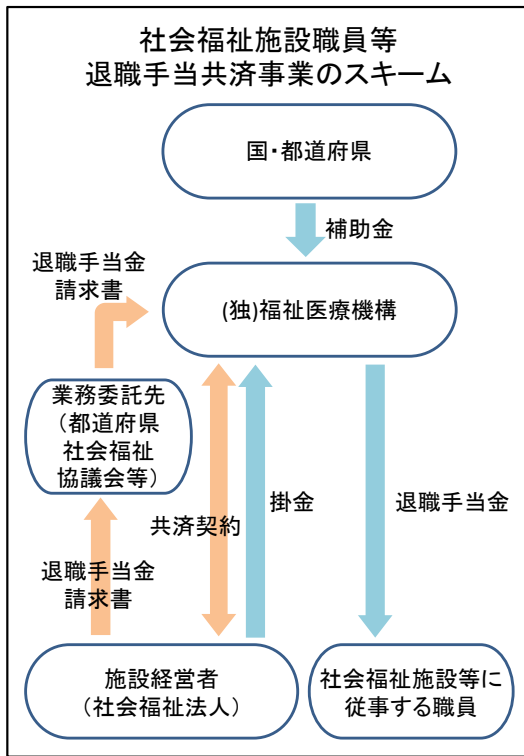 社会福祉施設職員等
退職手当共済事業のスキーム
国・都道府県
補助金
退職手当金
請求書
(独)福祉医療機構
業務委託先
（都道府県
社会福祉
協議会等）
共済契約
掛金
退職手当金
退職手当金
請求書
施設経営者
（社会福祉法人）
社会福祉施設等に
従事する職員